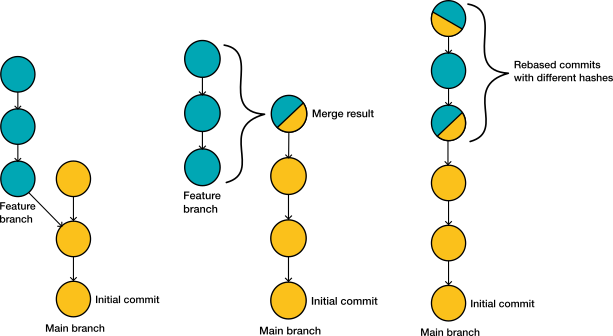 Feature
branch
Initial commit
Main branch
Merge result
Feature
branch
Initial commit
Main branch
Rebased commits
with different hashes
Initial commit
Main branch